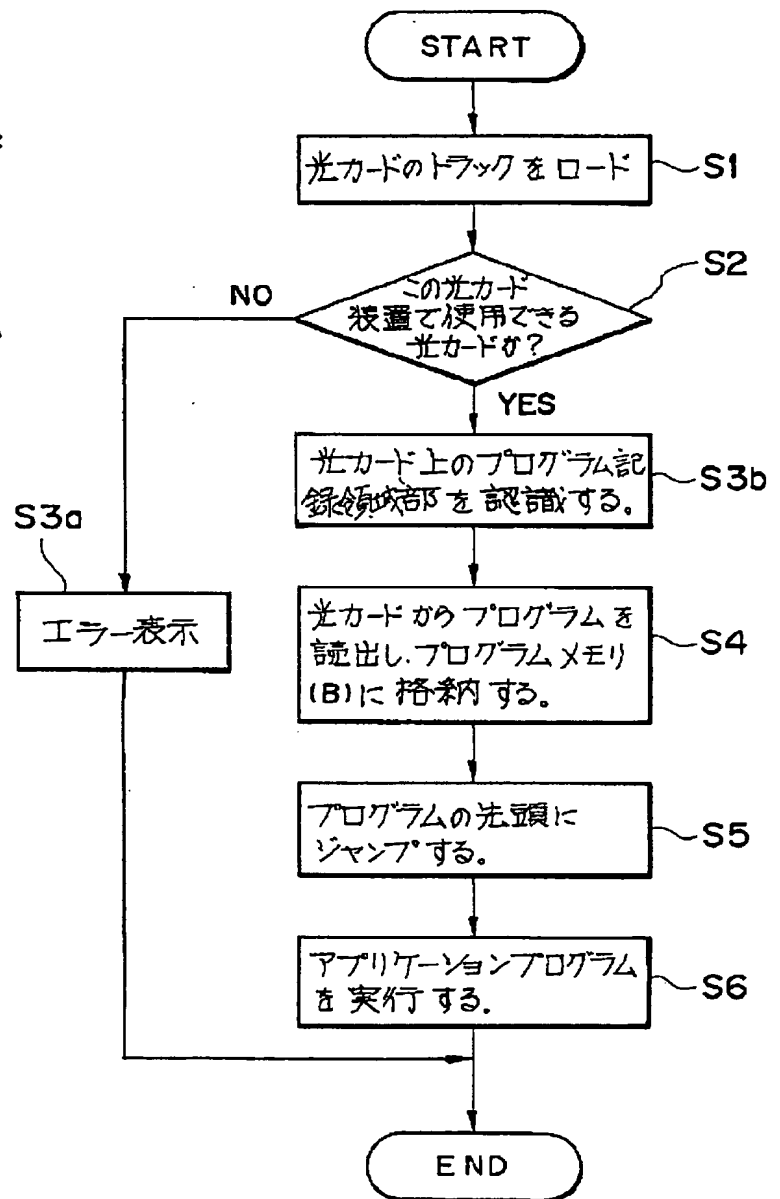 START
光カードのトラックをロード
S1
この光カード
装置で使用できる
光カードか?
S2
NO
YES
光カード上のプログラム記
録領域部を認識する。
S3b
S3a
エラー表示
光カードからプログラムを
読出し、プログラムメモリ
(B)に格納する。
S4
プログラムの先頭に
ジャンプする。
S5
アプリケーションプログラム
を実行する。
S6
END